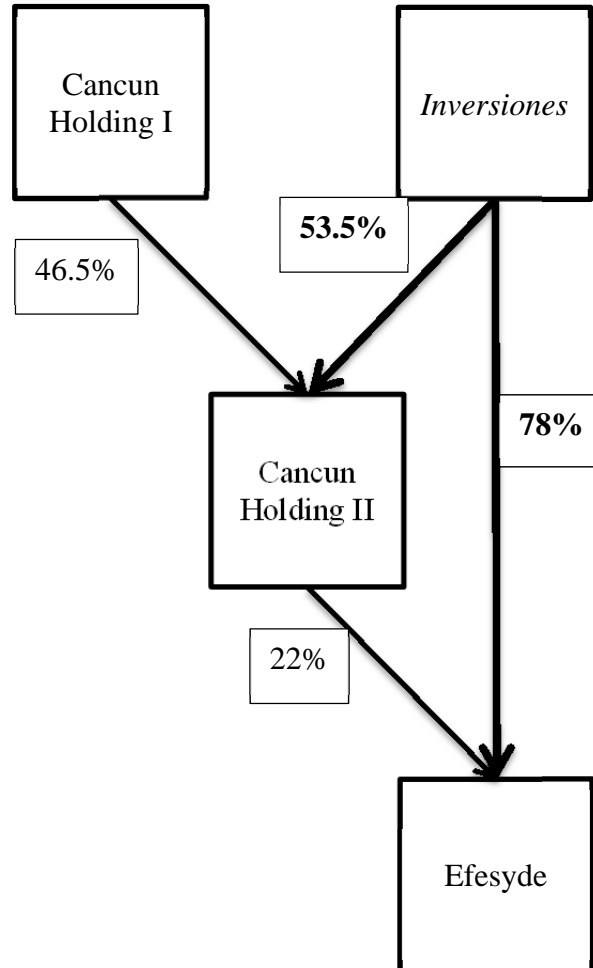 Cancun
Holding I
Inversiones
53.5%
46.5%
78%
Cancun
Holding II
22%
Efesyde